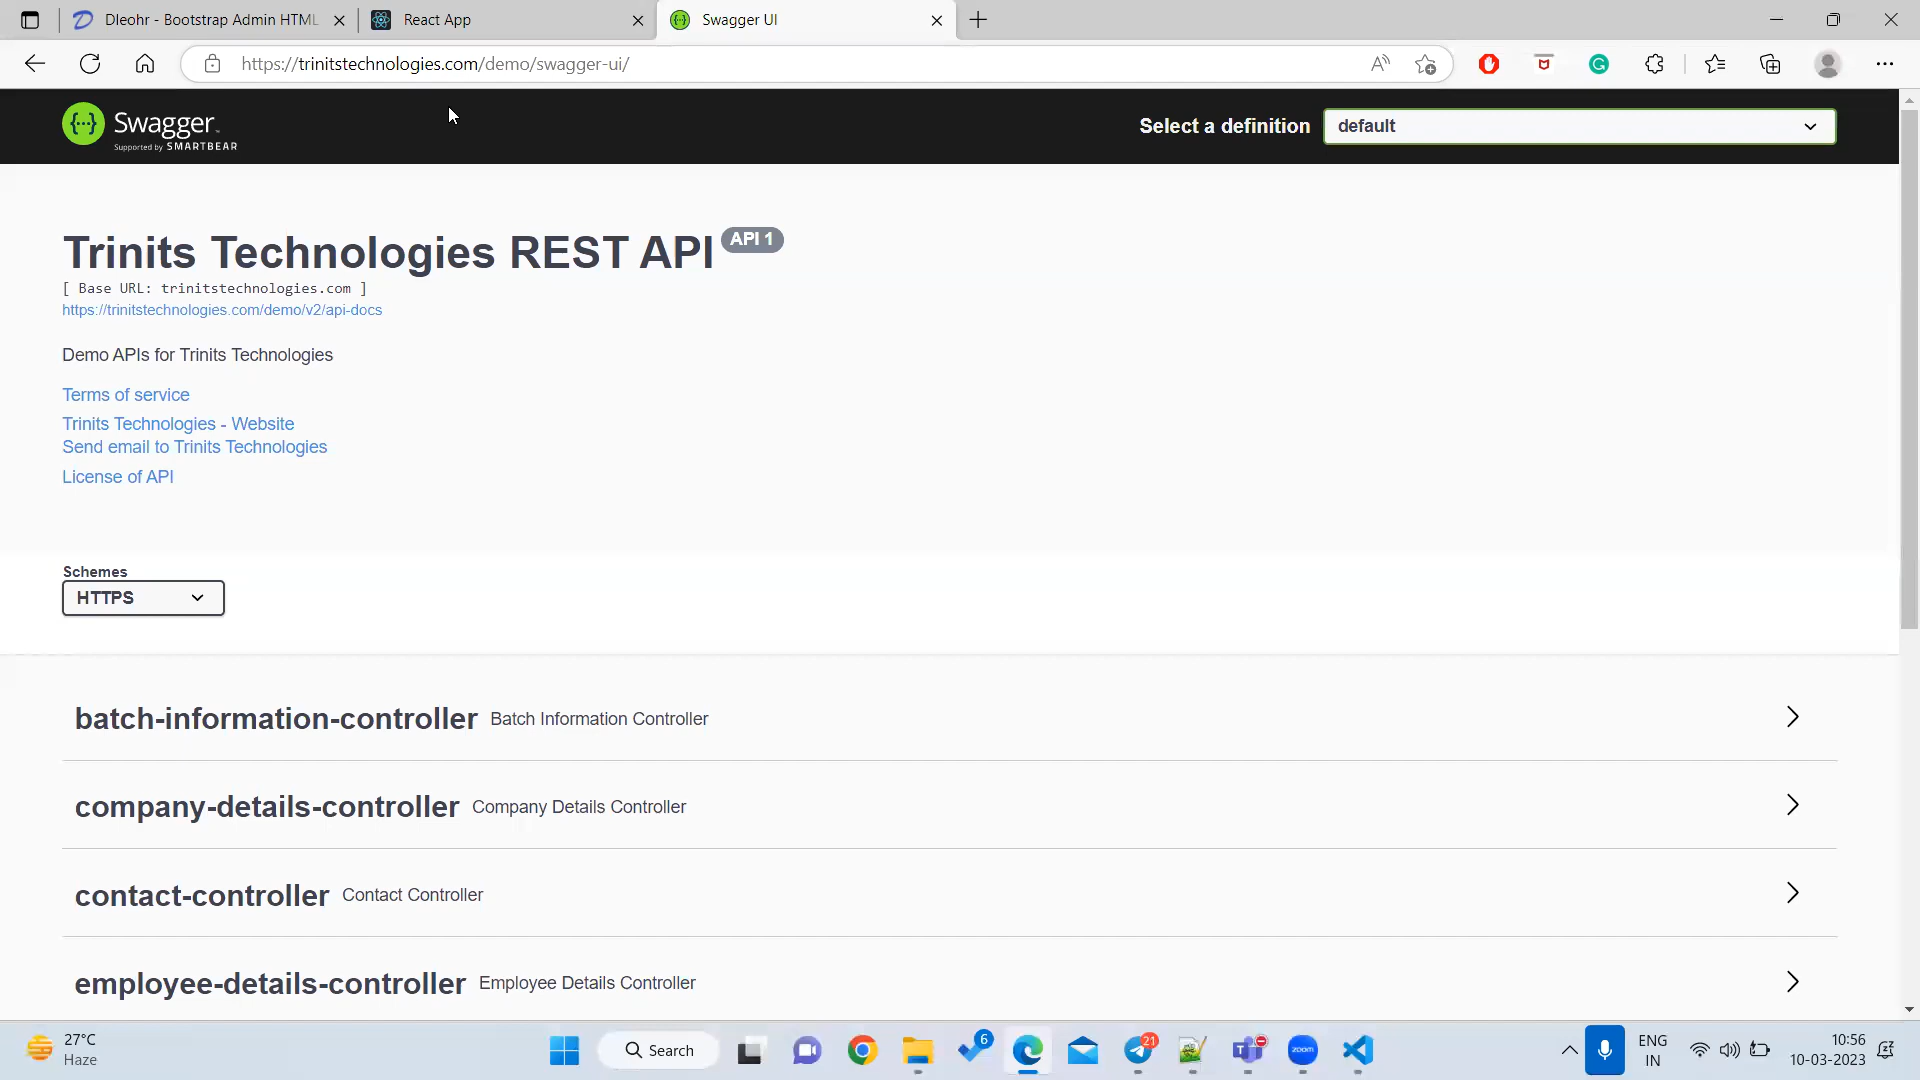 Dleohr - Bootstrap Admin HTML
React App
Swagger UI
https://trinitstechnologies.com/demo/swagger-ui/
Swagger
Supported by SMARTBEAR
Select a definition
default
Trinits Technologies REST API
API 1
[ Base URL: trinitstechnologies.com ]
https://trinitstechnologies.com/demo/v2/api-docs
Demo APIs for Trinits Technologies
Terms of service
Trinits Technologies - Website
Send email to Trinits Technologies
License of API
Schemes
HTTPS
batch-information-controller Batch Information Controller
company-details-controller Company Details Controller
contact-controller Contact Controller
employee-details-controller Employee Details Controller
27°C
Haze
Search
6
21
zoom
ENG
IN
10:56
10-03-2023